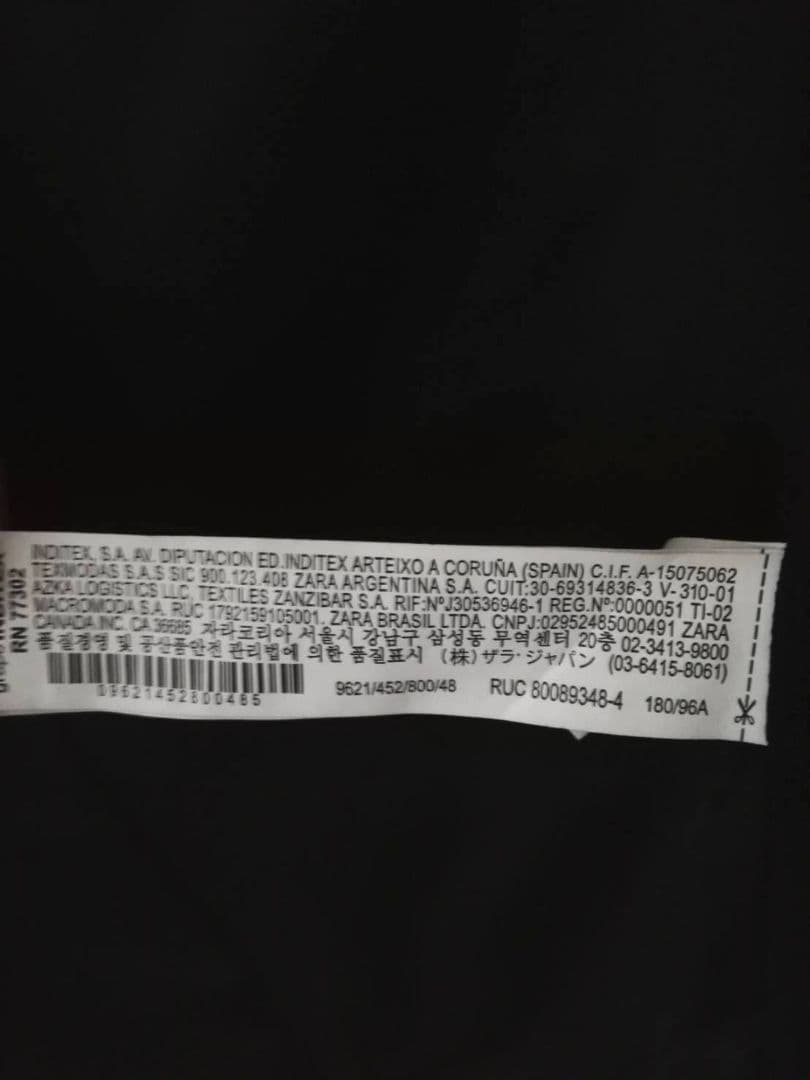 INDITEX, S.A. AV. DIPUTACION ED.INDITEX ARTEIXO A CORUÑA (SPAIN) C.I.F. A-15075062
TEXMODAS S.A.S SIC 900.123.408 ZARA ARGENTINA S.A. CUIT:30-69314836-3 V-310-01
AZKA LOGISTICS LLC, TEXTILES ZANZIBAR S.A. RIF:NºJ30536946-1 REG.Nº:0000051 TI-02
MACROMODA S.A. RUC 1792159105001. ZARA BRASIL LTDA. CNPJ:02952485000491 ZARA
CANADA INC. CA 36685 자라코리아 서울시 강남구 삼성동 무역센터 20층 02-3413-9800
품질경영 및 공산품안전 관리법에 의한 품질표시 (株)ザラ・ジャパン (03-6415-8061)
09621452800485
9621/452/800/48 RUC 80089348-4 180/96A
RN 77302